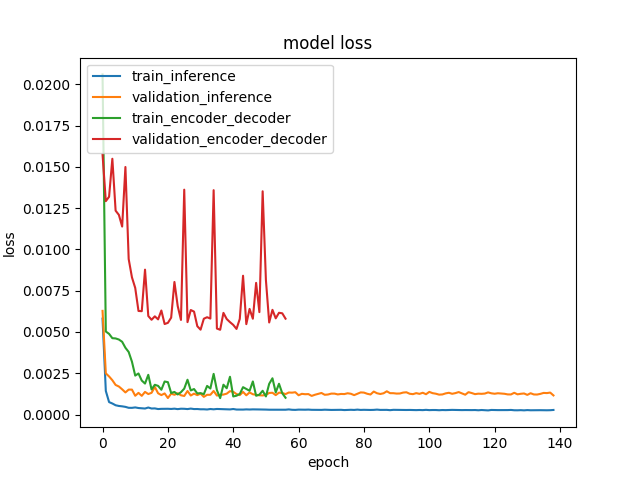 model loss
train_inference
validation_inference
train_encoder_decoder
validation_encoder_decoder
loss
0.0200
0.0175
0.0150
0.0125
0.0100
0.0075
0.0050
0.0025
0.0000
0 20 40 60 80 100 120 140
epoch